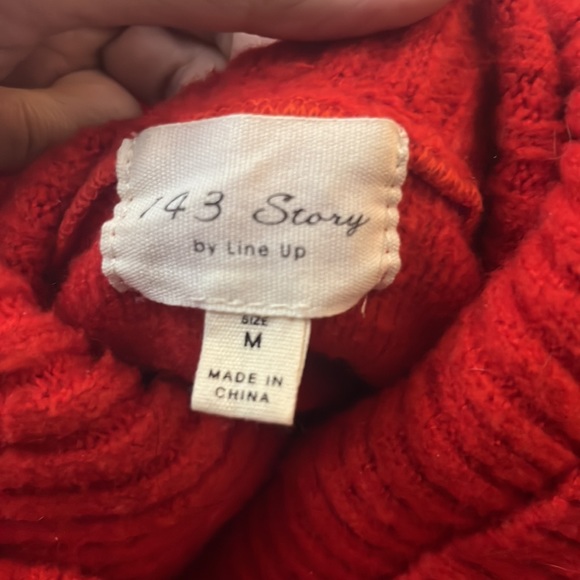 143 Story
by Line Up
SIZE
M
MADE IN
CHINA